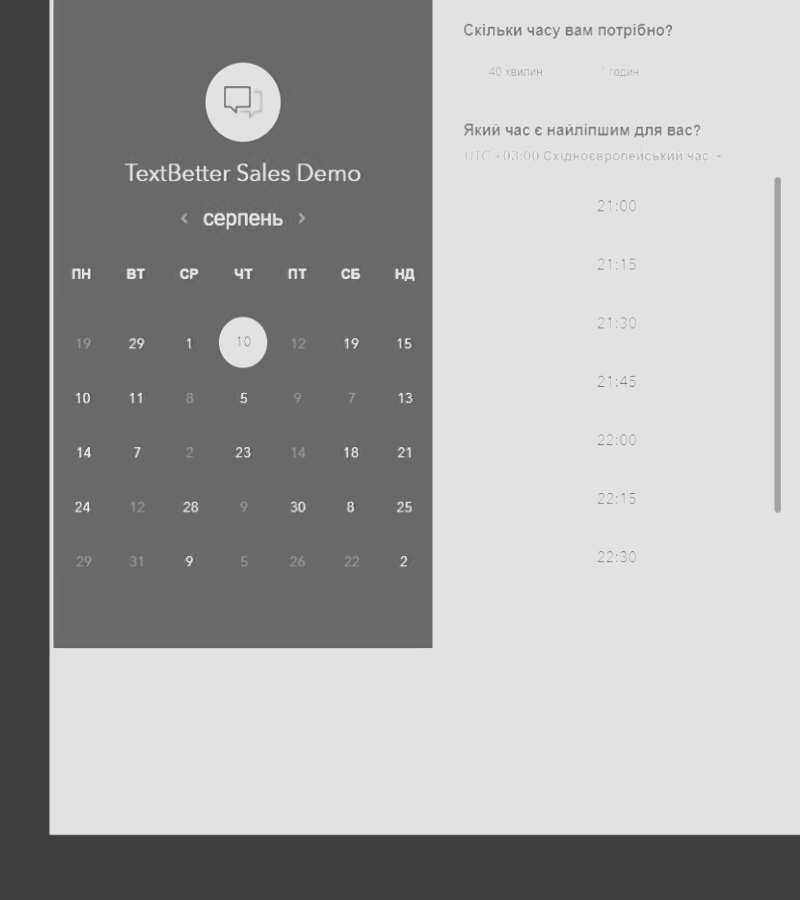 TextBetter Sales Demo
‹ серпень ›
ПН ВТ СР ЧТ ПТ СБ НД
19 29 1 10 12 19 15
10 11 8 5 9 7 13
14 7 2 23 14 18 21
24 12 28 9 30 8 25
29 31 9 5 26 22 2
Скільки часу вам потрібно?
40 хвилин годин
Який час є найліпшим для вас?
UTC +03:00 Східноєвропейський час
21:00
21:15
21:30
21:45
22:00
22:15
22:30